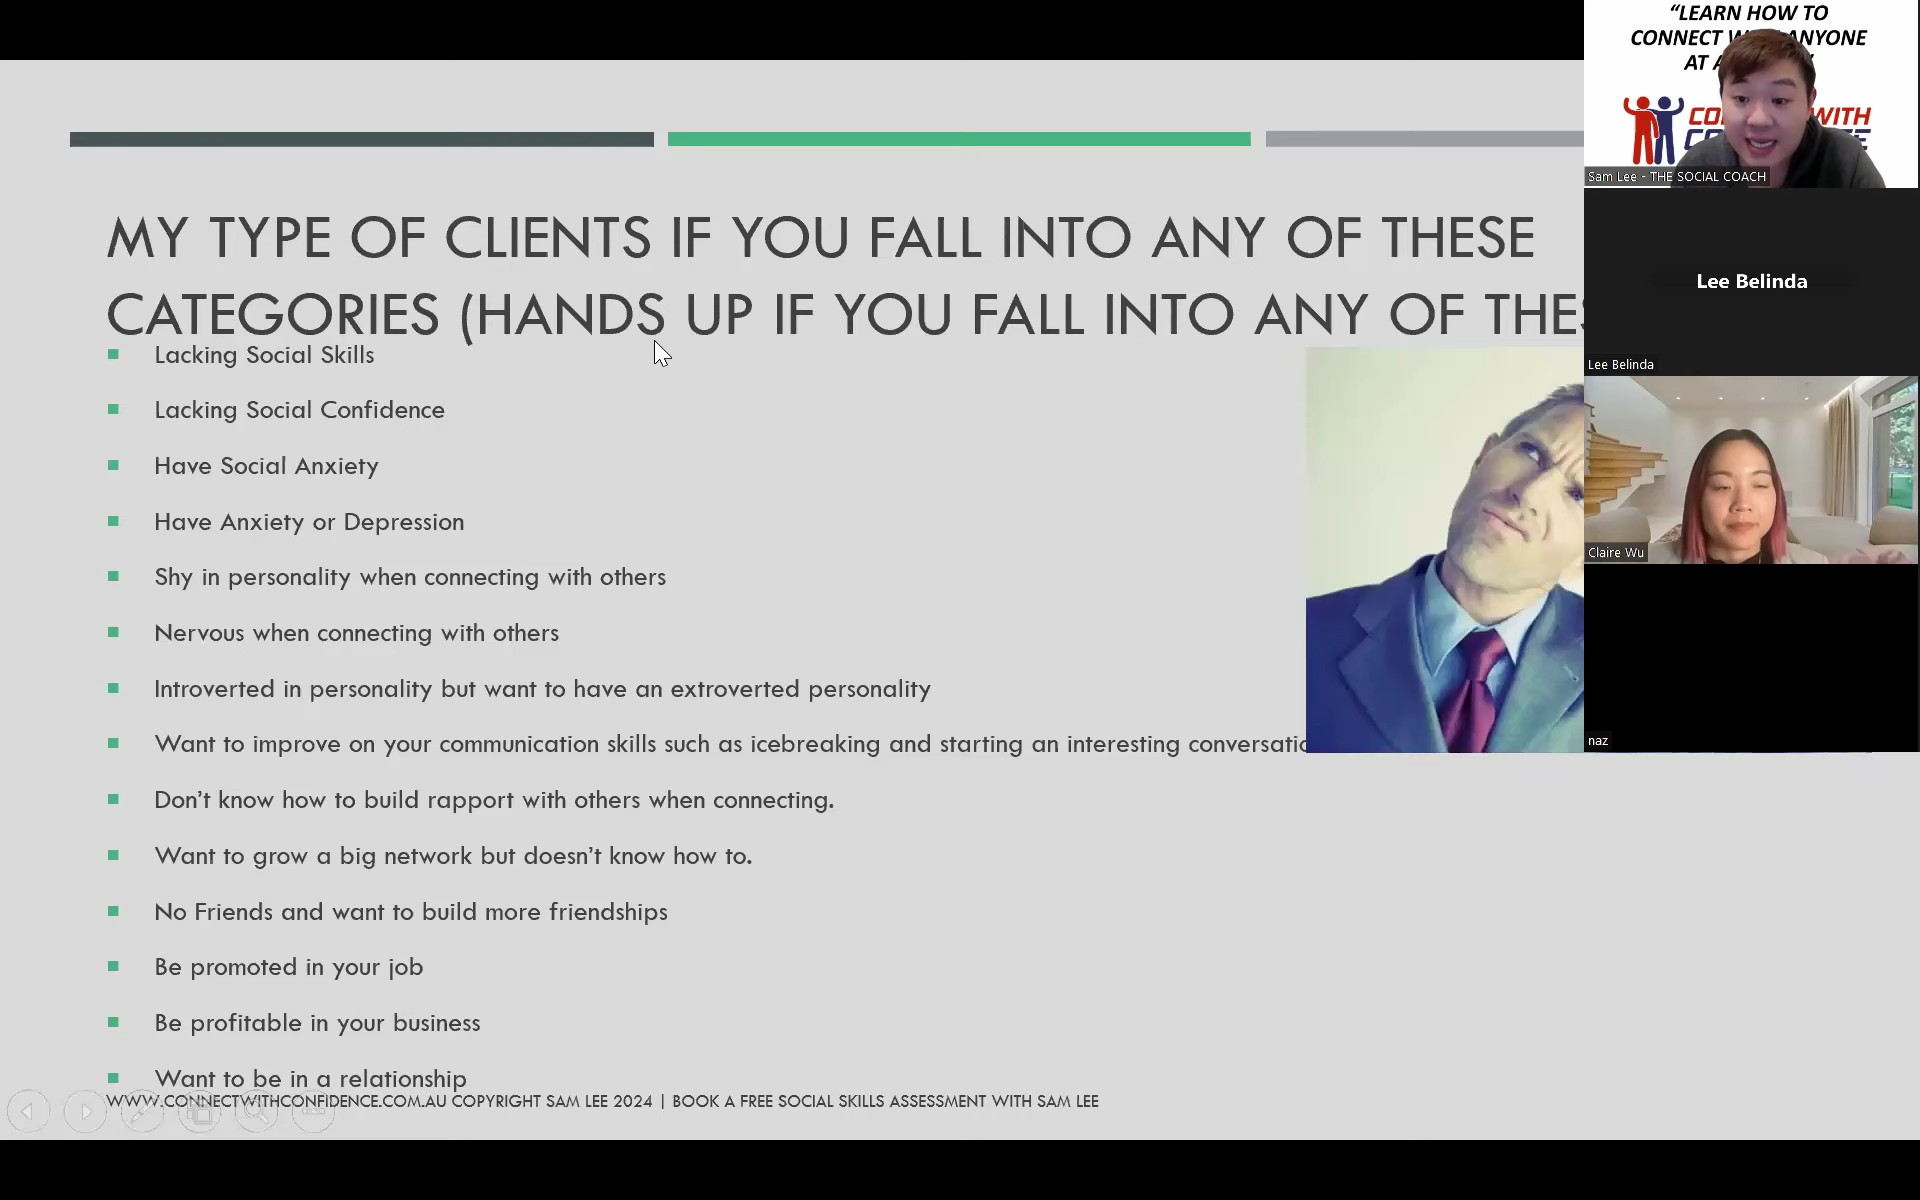 MY TYPE OF CLIENTS IF YOU FALL INTO ANY OF THESE
CATEGORIES (HANDS UP IF YOU FALL INTO ANY OF
Lacking Social Skills
Lacking Social Confidence
Have Social Anxiety
Have Anxiety or Depression
Shy in personality when connecting with others
Nervous when connecting with others
Introverted in personality but want to have an extroverted personality
Want to improve on your communication skills such as icebreaking and starting an interesting
Don't know how to build rapport with others when connecting.
Want to grow a big network but doesn't know how to.
No Friends and want to build more friendships
Be promoted in your job
Be profitable in your business
Want to be in a relationship
WWW.CONNECTWITHCONFIDENCE.COM.AU COPYRIGHT SAM LEE 2024 | BOOK A FREE SOCIAL SKILLS ASSESSMENT WITH SAM LEE
"LEARN HOW TO
CONNECT ANYONE
AT
WITH
Sam Lee - THE SOCIAL COACH
Lee Belinda
Lee Belinda
Claire Wu
naz